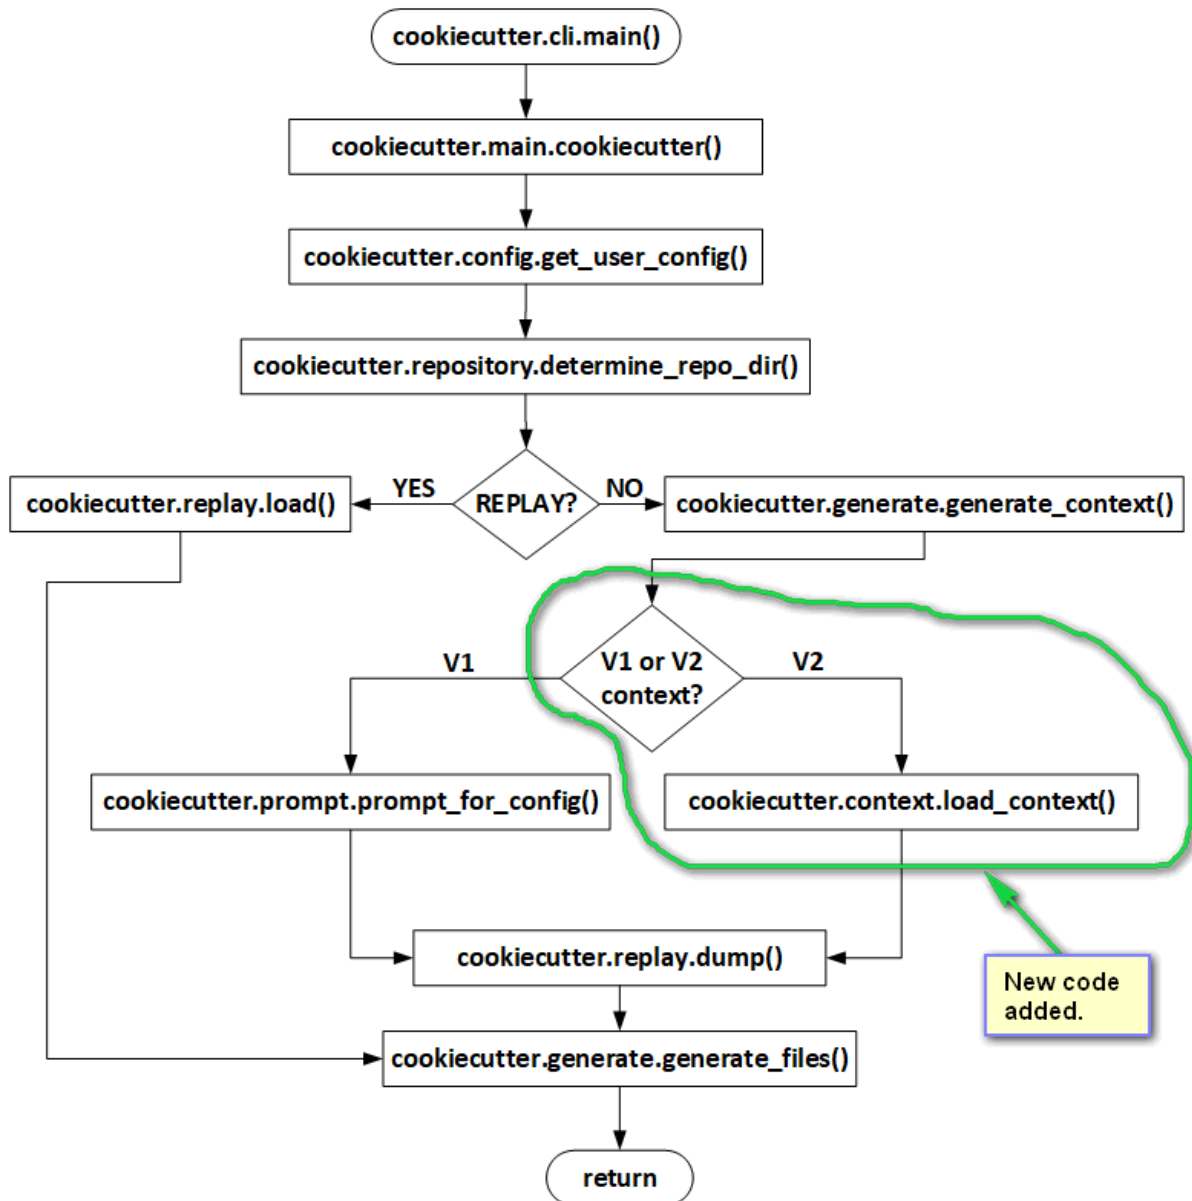 cookiecutter.cli.main()
cookiecutter.main.cookiecutter()
cookiecutter.config.get_user_config()
cookiecutter.repository.determine_repo_dir()
YES
NO
cookiecutter.replay.load()
REPLAY?
cookiecutter.generate.generate_context()
V1
V1 or V2
context?
V2
cookiecutter.prompt.prompt_for_config()
cookiecutter.context.load_context()
cookiecutter.replay.dump()
New code
added.
cookiecutter.generate.generate_files()
return